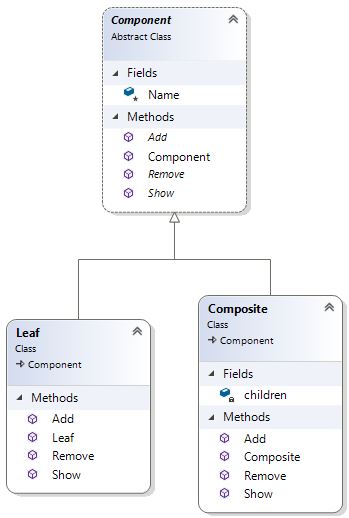 Component
Abstract Class
Fields
Name
Methods
Add
Component
Remove
Show
Leaf
Class
Component
Methods
Add
Leaf
Remove
Show
Composite
Class
Component
Fields
children
Methods
Add
Composite
Remove
Show